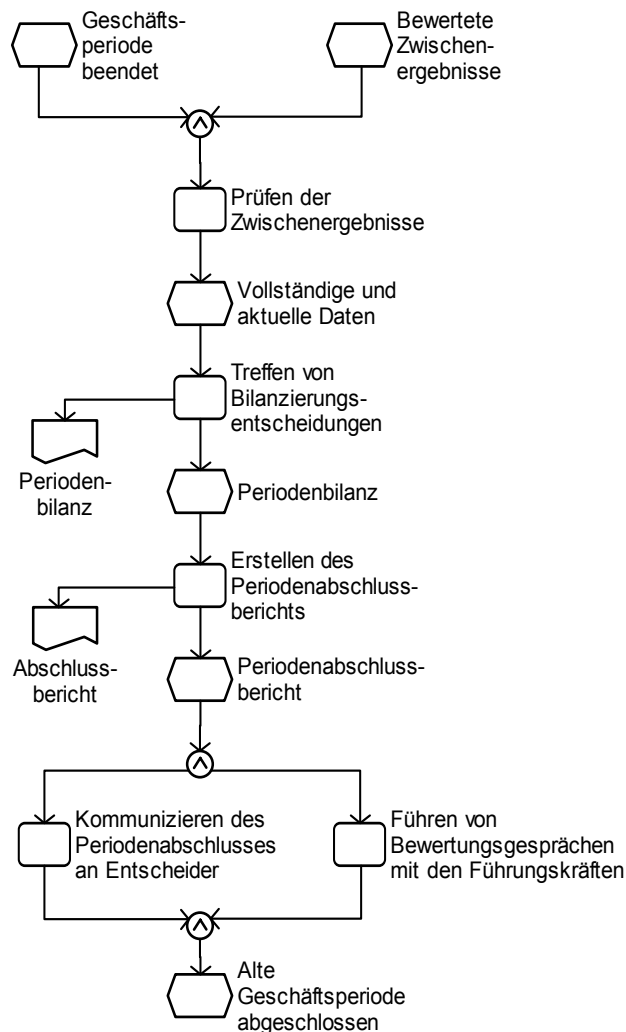 Geschäfts-
periode
beendet
Bewertete
Zwischen-
ergebnisse
Prüfen der
Zwischenergebnisse
Vollständige und
aktuelle Daten
Treffen von
Bilanzierungs-
entscheidungen
Perioden-
bilanz
Periodenbilanz
Erstellen des
Periodenabschluss-
berichts
Abschluss-
bericht
Periodenabschluss-
bericht
Kommunizieren des
Periodenabschlusses
an Entscheider
Führen von
Bewertungsgesprächen
mit den Führungskräften
Alte
Geschäftsperiode
abgeschlossen